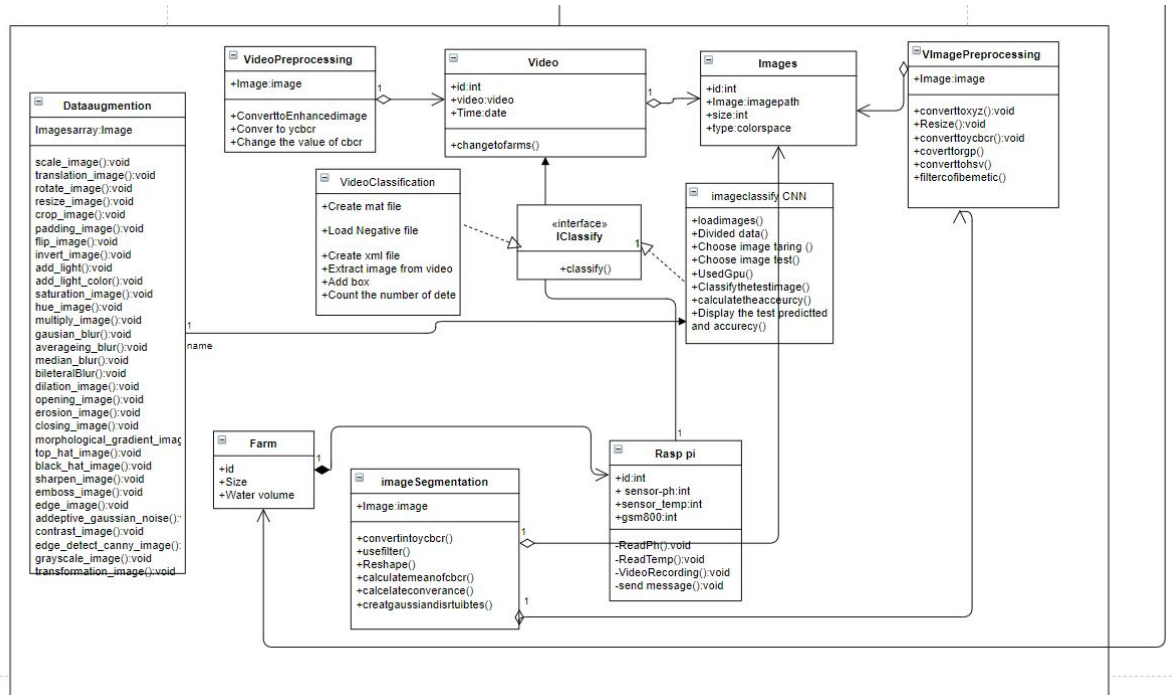 VideoPreprocessing
+Image:image
+ConverttoEnhancedimage
+Conver to ycbcr
+Change the value of cbcr
1
Video
+id:int
+video:video
+Time:date
+changetofarms()
1
Images
+id:int
+Image:imagepath
+size:int
+type:colorspace
VImagePreprocessing
+Image:image
+converttoxyz():void
+Resize():void
+converttoycbcr():void
+coverttorgp()
+converttohsv()
+filtercofibemetic()
Dataaugmention
Imagesarray:Image
scale_image():void
translation_image():void
rotate_image():void
resize_image():void
crop_image():void
padding_image():void
flip_image():void
invert_image():void
add_light():void
add_light_color():void
saturation_image():void
hue_image():void
multiply_image():void
gausian_blur():void
averageing_blur():void
median_blur():void
bileteralBlur():void
dilation_image():void
opening_image():void
erosion_image():void
closing_image():void
morphological_gradient_imag
top_hat_image():void
black_hat_image():void
sharpen_image():void
emboss_image():void
edge_image():void
addeptive_gaussian_noise():
contrast_image():void
edge_detect_canny_image():
grayscale_image():void
transformation_image():void
1
name
VideoClassification
+Create mat file
+Load Negative file
+Create xml file
+Extract image from video
+Add box
+Count the number of dete
«interface»
IClassify
+classify()
1
imageclassify CNN
+loadimages()
+Divided data()
+Choose image taring ()
+Choose image test()
+UsedGpu()
+Classifythetestimage()
+calculatetheacceurcy()
+Display the test predictted
and accurecy()
Farm
+id
+Size
+Water volume
1
imageSegmentation
+Image:image
+convertintoycbcr()
+usefilter()
+Reshape()
+calculatemeanofcbcr()
+calcelateconverance()
+creatgaussiandisrtuibtes()
1
1
1
Rasp pi
+id:int
+ sensor-ph:int
+sensor_temp:int
+gsm800:int
-ReadPh():void
-ReadTemp():void
-VideoRecording():void
-send message():void